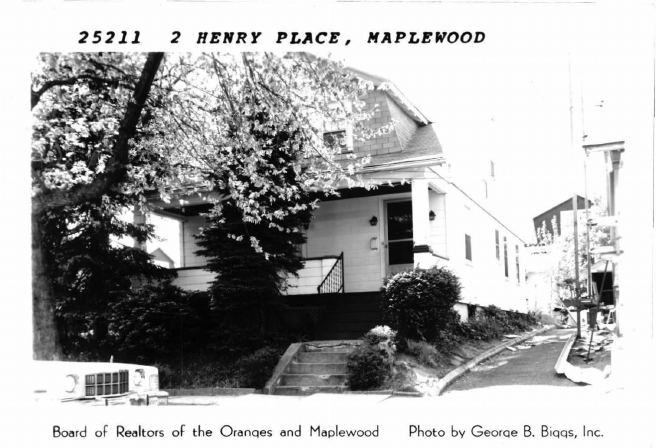 25211 2 HENRY PLACE, MAPLEWOOD
Board of Realtors of the Oranges and Maplewood Photo by George B. Biggs, Inc.